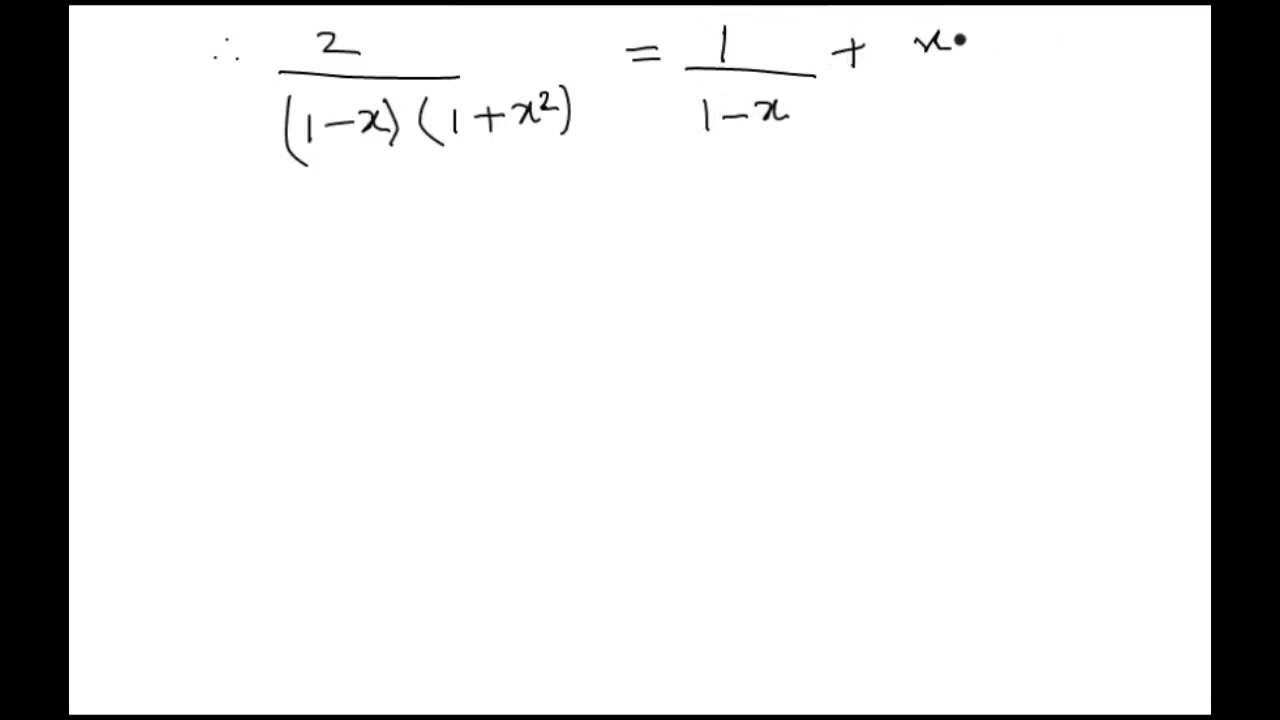 ∴ 2/((1-x)(1+x²)) = 1/(1-x) + x